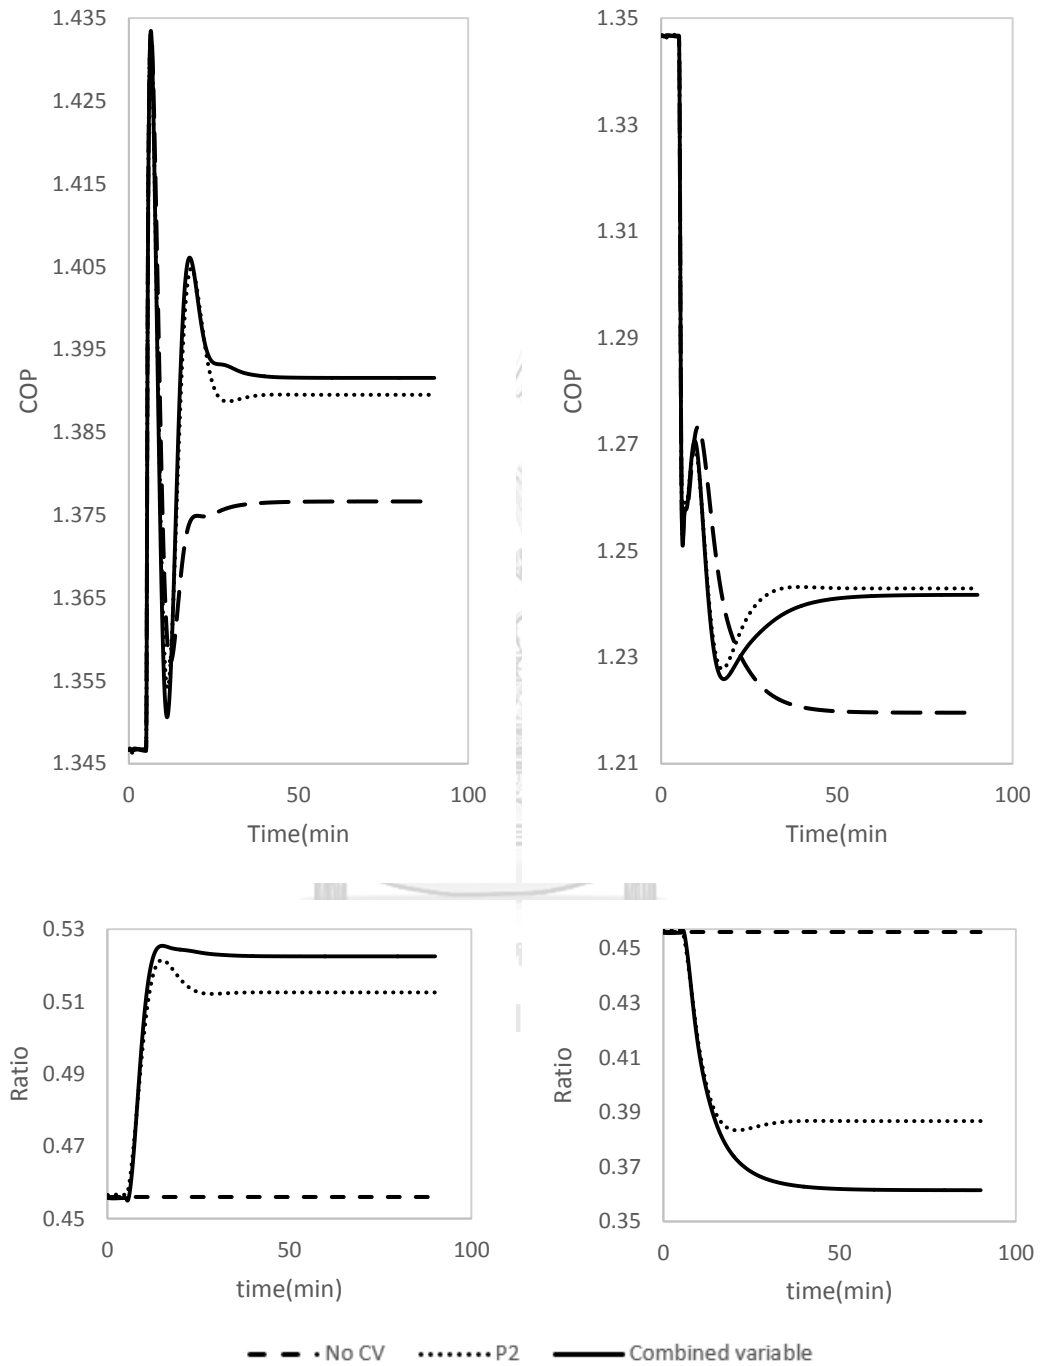 1.435
1.425
1.415
1.405
1.395
1.385
1.375
1.365
1.355
1.345
COP
0 50 100
Time(min
1.35
1.33
1.31
1.29
1.27
1.25
1.23
1.21
COP
0 50 100
Time(min
0.53
0.51
0.49
0.47
0.45
Ratio
0 50 100
time(min)
0.45
0.43
0.41
0.39
0.37
0.35
Ratio
0 50 100
time(min)
No CV P2 Combined variable